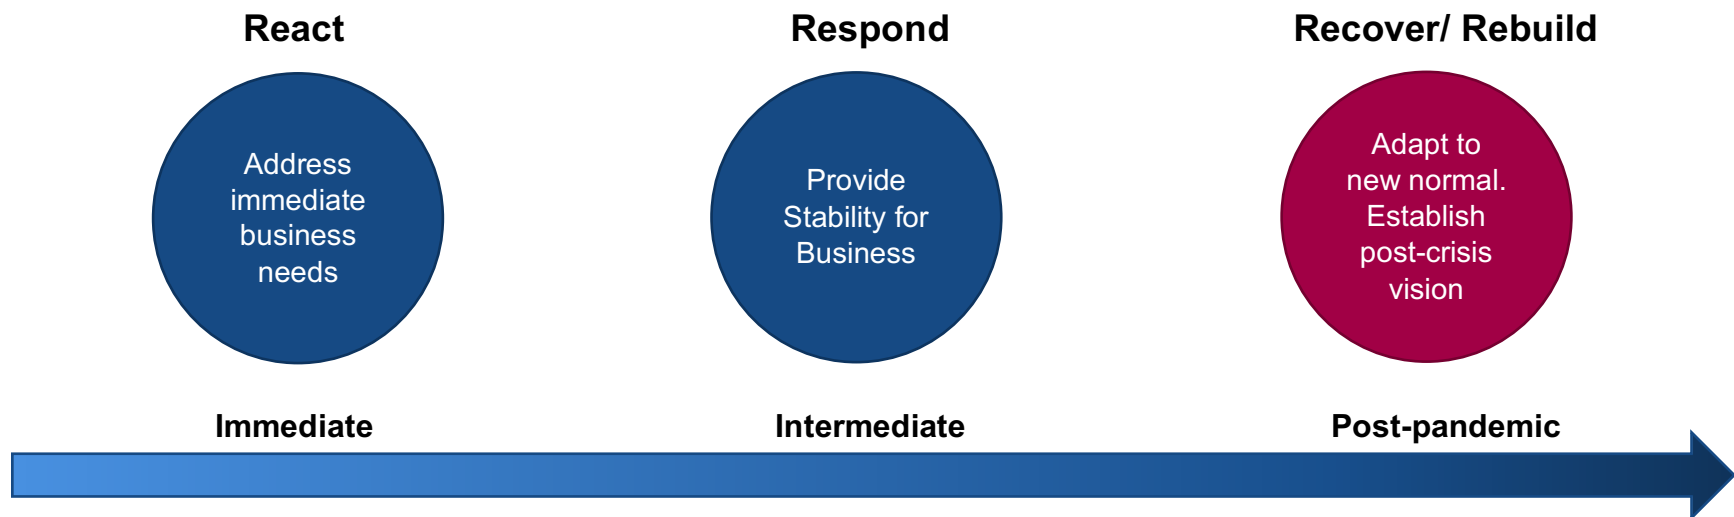 React
Respond
Recover/ Rebuild
Address
immediate
business
needs
Provide
Stability for
Business
Adapt to
new normal.
Establish
post-crisis
vision
Immediate
Intermediate
Post-pandemic